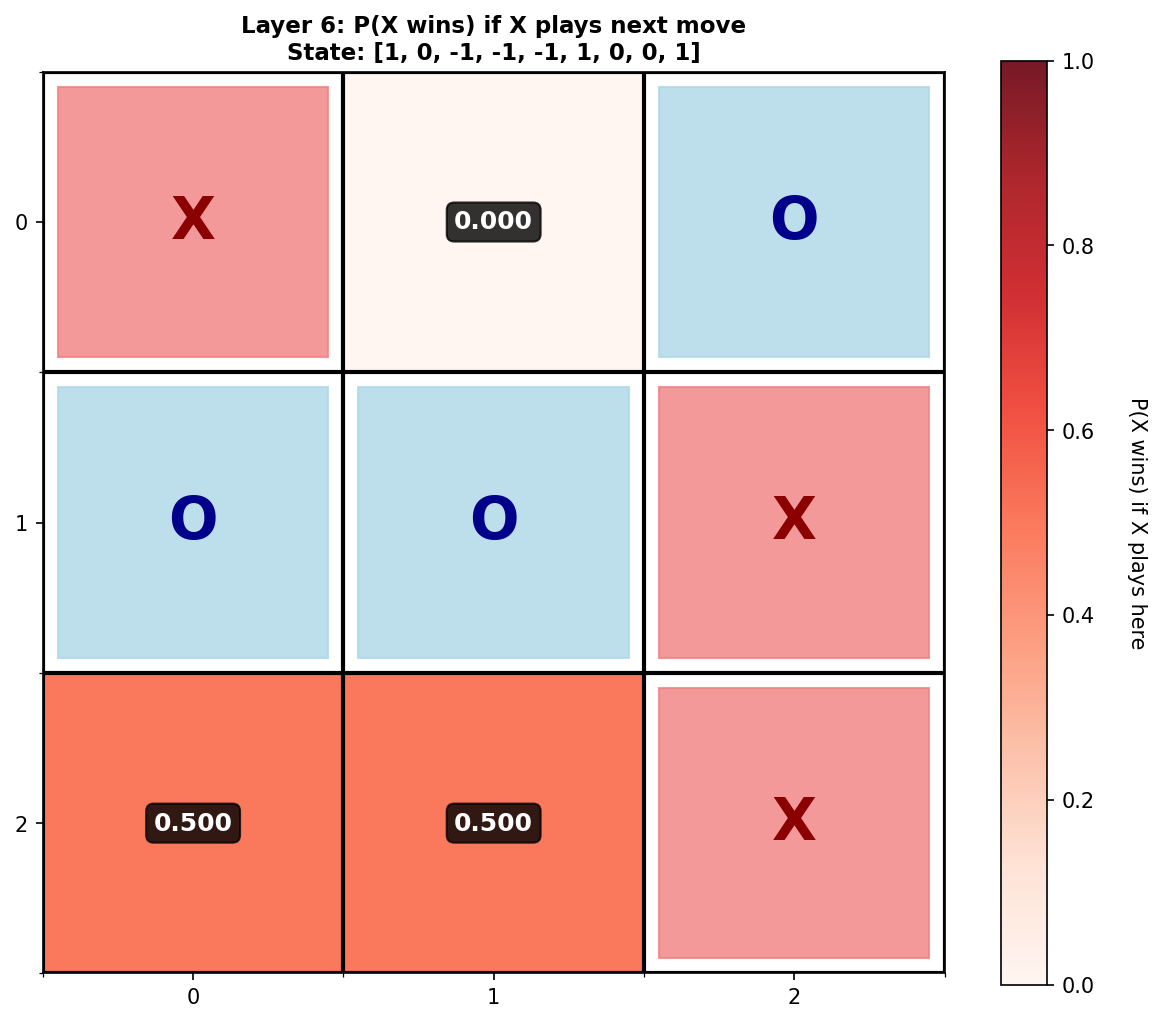 Layer 6: P(X wins) if X plays next move
State: [1, 0, -1, -1, -1, 1, 0, 0, 1]
0
X
0.000
O
1
O
O
X
2
0.500
0.500
X
0
1
2
1.0
0.8
0.6
0.4
0.2
0.0
P(X wins) if X plays here